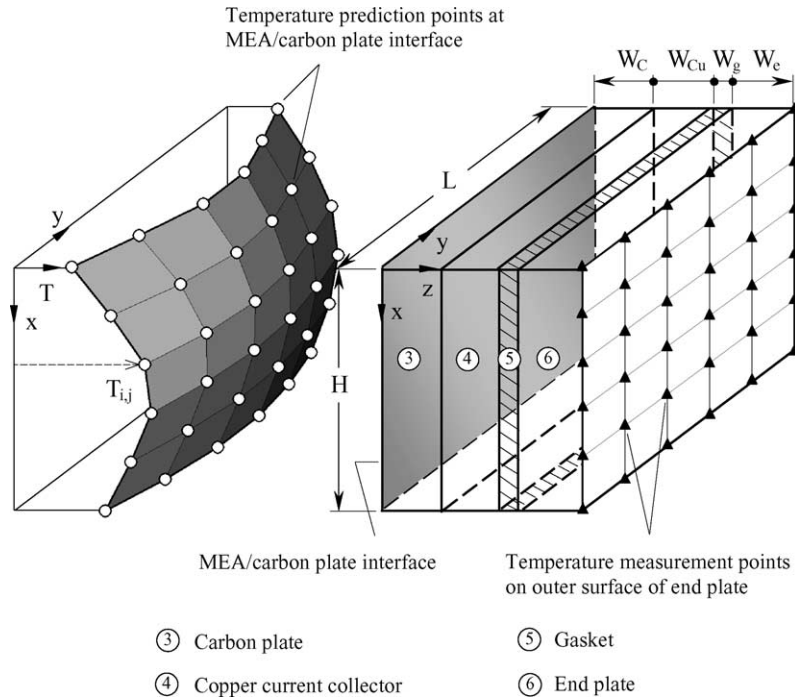 Temperature prediction points at
MEA/carbon plate interface
W_C W_Cu W_g W_e
L
y
T
x
T_i,j
y
z
x
H
3 4 5 6
MEA/carbon plate interface
Temperature measurement points
on outer surface of end plate
3 Carbon plate
5 Gasket
4 Copper current collector
6 End plate